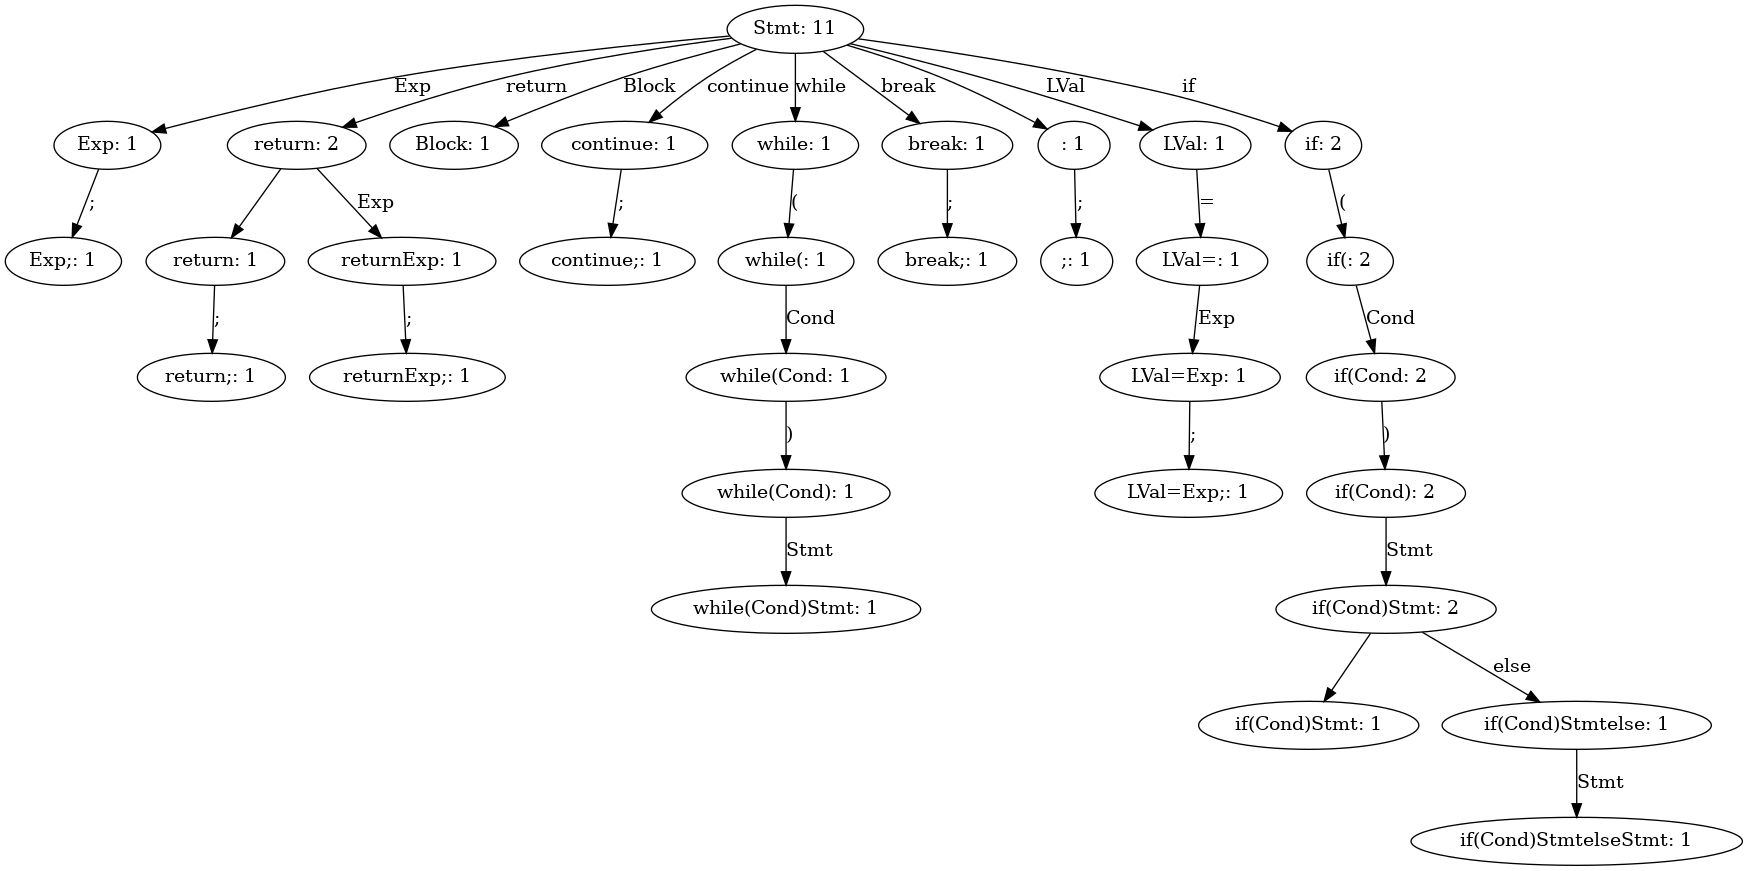 Stmt: 11
Exp
return
Block
continue
while
break
LVal
if
Exp: 1
return: 2
Block: 1
continue: 1
while: 1
break: 1
: 1
LVal: 1
if: 2
;
Exp
;
(
;
;
=
(
Exp;: 1
return: 1
returnExp: 1
continue;: 1
while(: 1
break;: 1
;: 1
LVal=: 1
if(: 2
;
;
Cond
Exp
Cond
return;: 1
returnExp;: 1
while(Cond: 1
LVal=Exp: 1
if(Cond: 2
)
;
)
while(Cond): 1
LVal=Exp;: 1
if(Cond): 2
Stmt
Stmt
while(Cond)Stmt: 1
if(Cond)Stmt: 2
else
if(Cond)Stmt: 1
if(Cond)Stmtelse: 1
Stmt
if(Cond)StmtelseStmt: 1